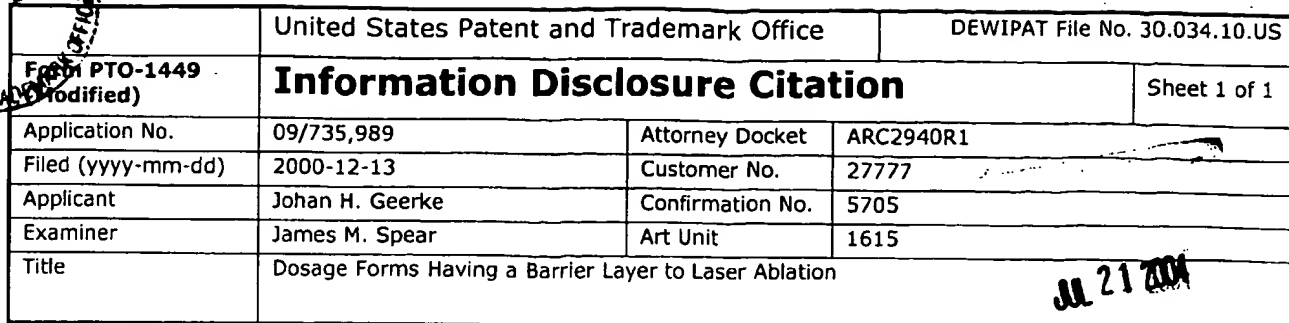 United States Patent and Trademark Office DEWIPAT File No. 30.034.10.US
Form PTO-1449 (Modified) Information Disclosure Citation Sheet 1 of 1
Application No. 09/735,989 Attorney Docket ARC2940R1
Filed (yyyy-mm-dd) 2000-12-13 Customer No. 27777
Applicant Johan H. Geerke Confirmation No. 5705
Examiner James M. Spear Art Unit 1615
Title Dosage Forms Having a Barrier Layer to Laser Ablation
JUL 21 2004